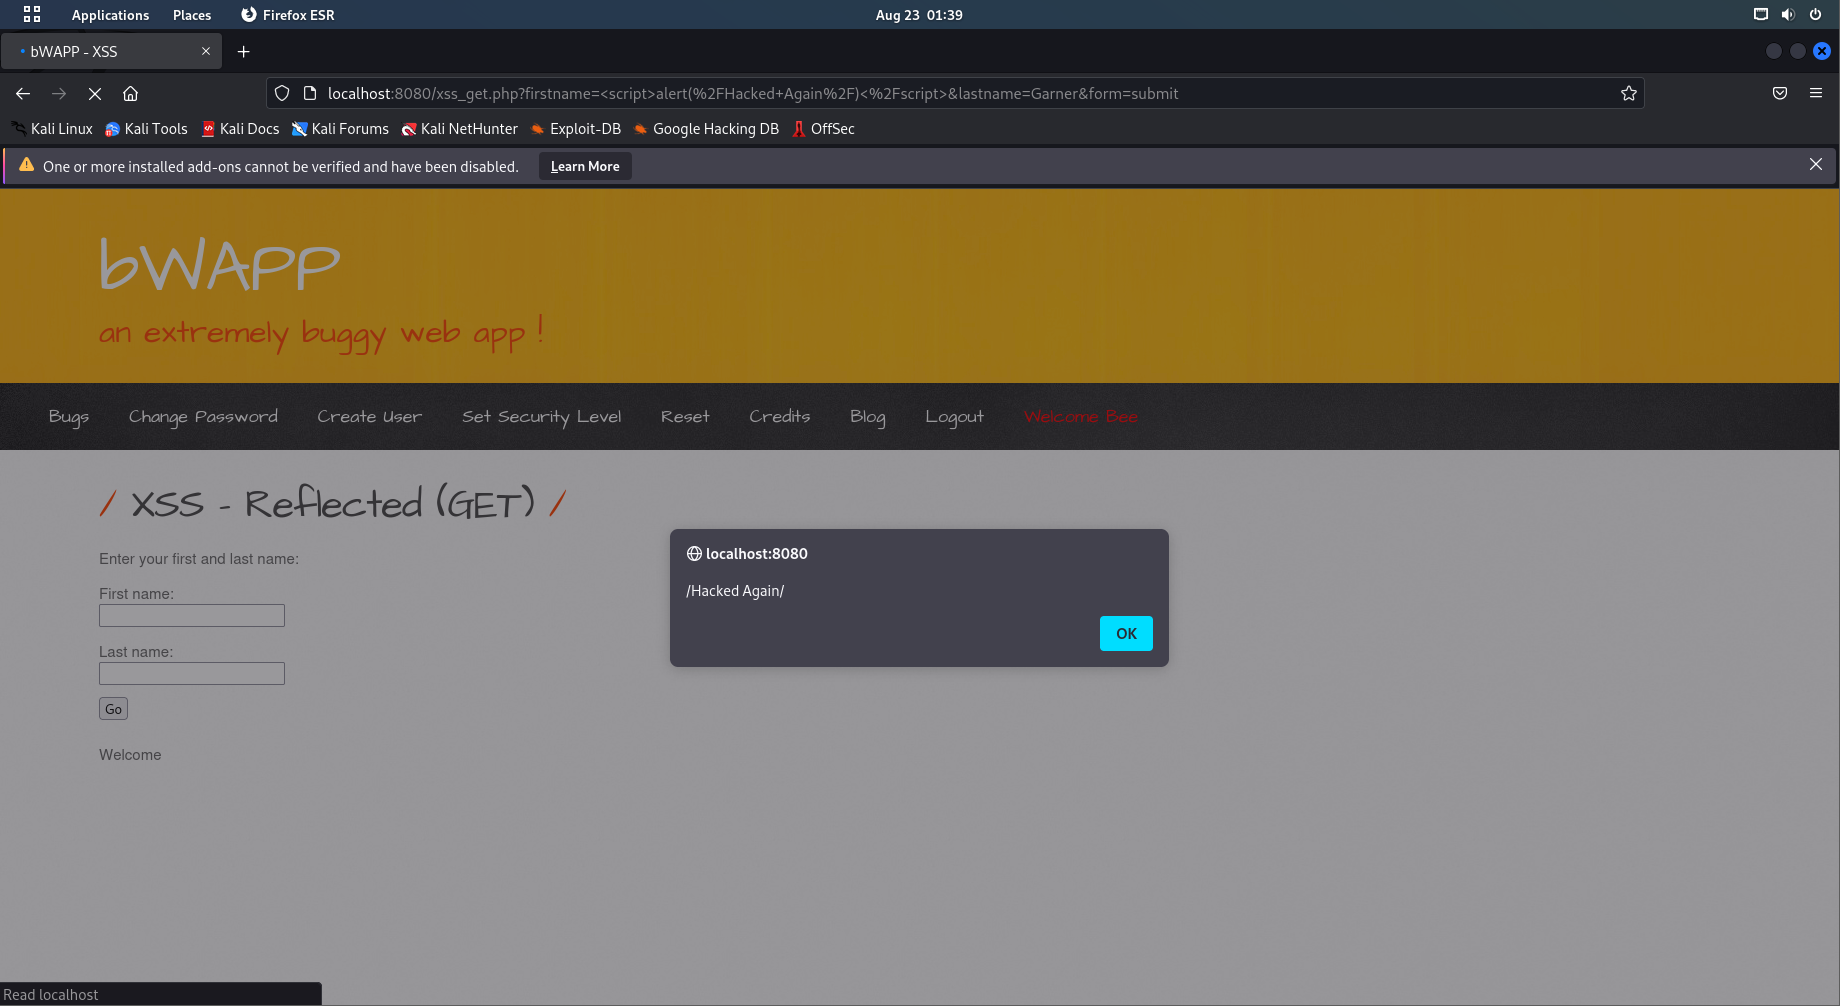 Applications Places Firefox ESR Aug 23 01:39
bWAPP - XSS
localhost:8080/xss_get.php?firstname=<script>alert(%2FHacked+Again%2F)<%2Fscript>&lastname=Garner&form=submit
Kali Linux Kali Tools Kali Docs Kali Forums Kali NetHunter Exploit-DB Google Hacking DB OffSec
One or more installed add-ons cannot be verified and have been disabled. Learn More
bWAPP
an extremely buggy web app !
Bugs Change Password Create User Set Security Level Reset Credits Blog Logout Welcome Bee
/ XSS - Reflected (GET) /
Enter your first and last name:
First name:
Last name:
Go
Welcome
localhost:8080
/Hacked Again/
OK
Read localhost